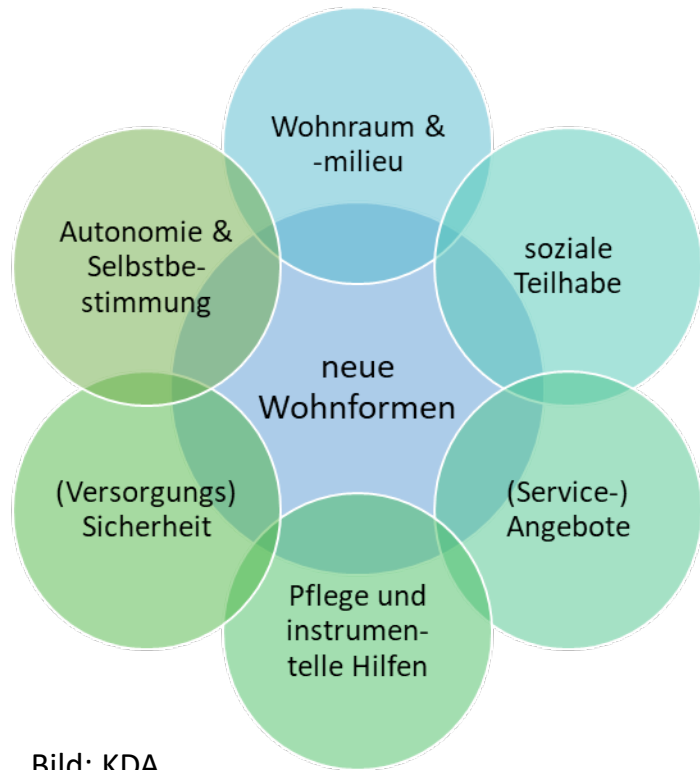 Wohnraum &
-milieu
Autonomie &
Selbstbe-
stimmung
soziale
Teilhabe
neue
Wohnformen
(Versorgungs)
Sicherheit
(Service-)
Angebote
Pflege und
instrumen-
telle Hilfen
Bild: KDA